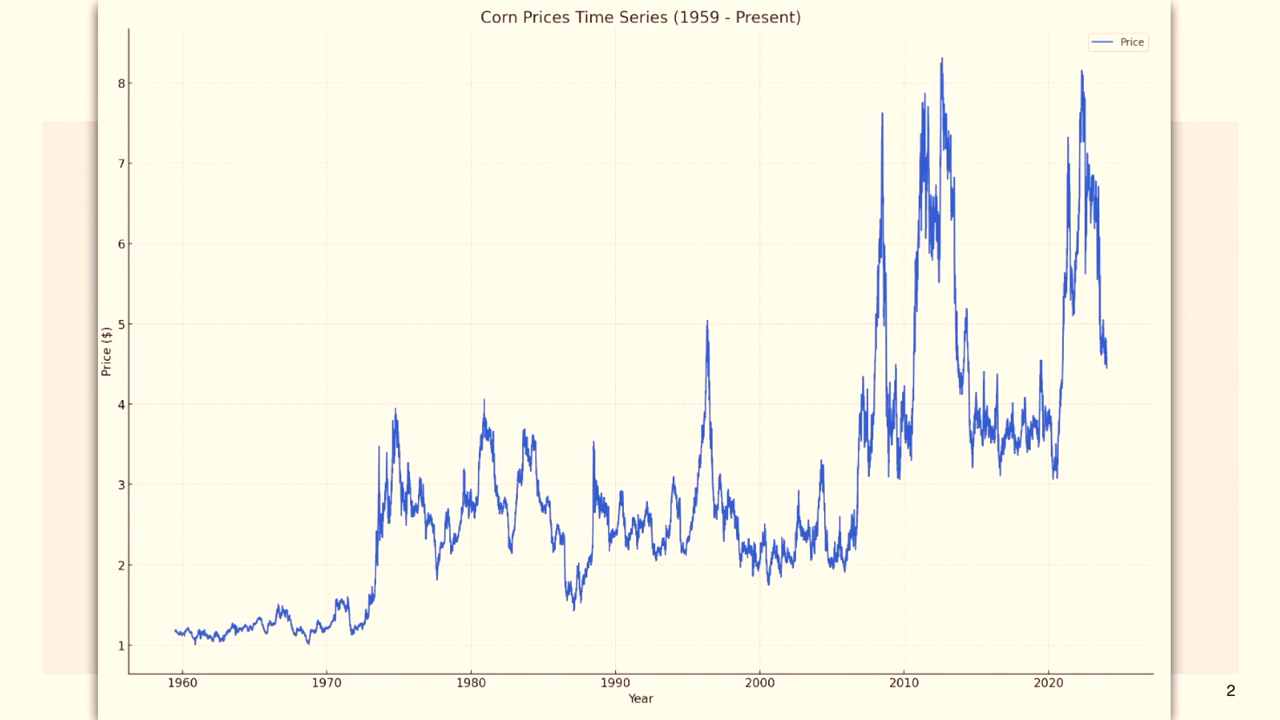 Corn Prices Time Series (1959 - Present)
Price
8
7
6
5
4
3
2
1
Price ($)
1960 1970 1980 1990 2000 2010 2020
Year
2